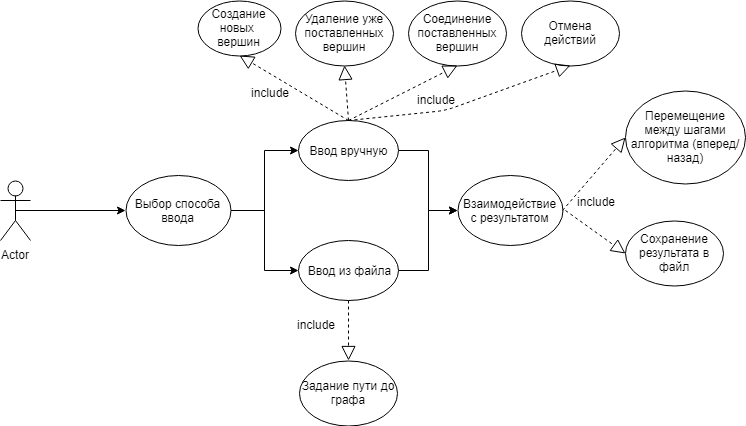 Создание
новых
вершин
Удаление уже
поставленных
вершин
Соединение
поставленных
вершин
Отмена
действий
include
include
Ввод вручную
Перемещение
между шагами
алгоритма (вперед/
назад)
Выбор способа
ввода
Взаимодействие
с результатом
include
Actor
Ввод из файла
Сохранение
результата в
файл
include
Задание пути до
графа